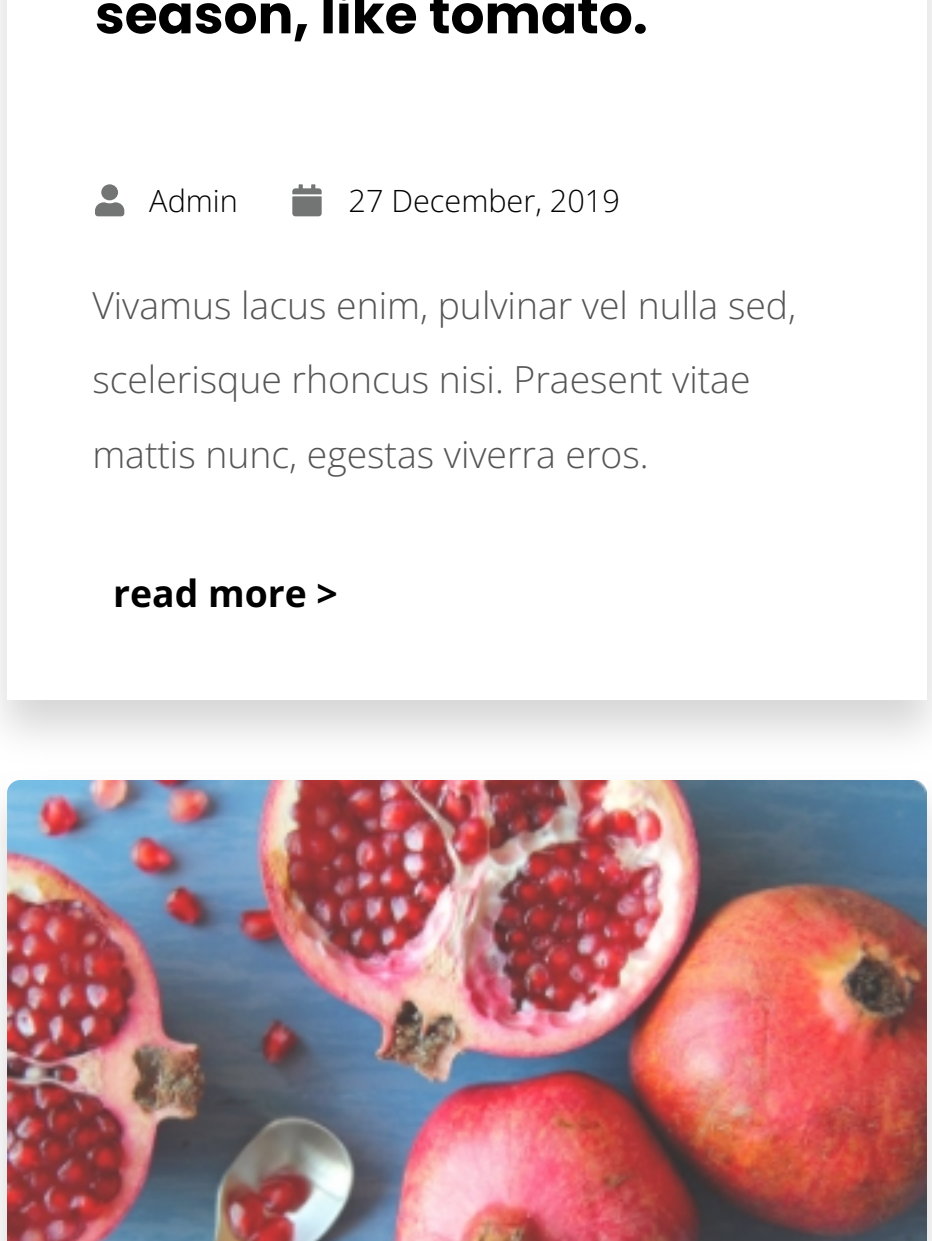 season, like tomato.
Admin 27 December, 2019
Vivamus lacus enim, pulvinar vel nulla sed,
scelerisque rhoncus nisi. Praesent vitae
mattis nunc, egestas viverra eros.
read more >